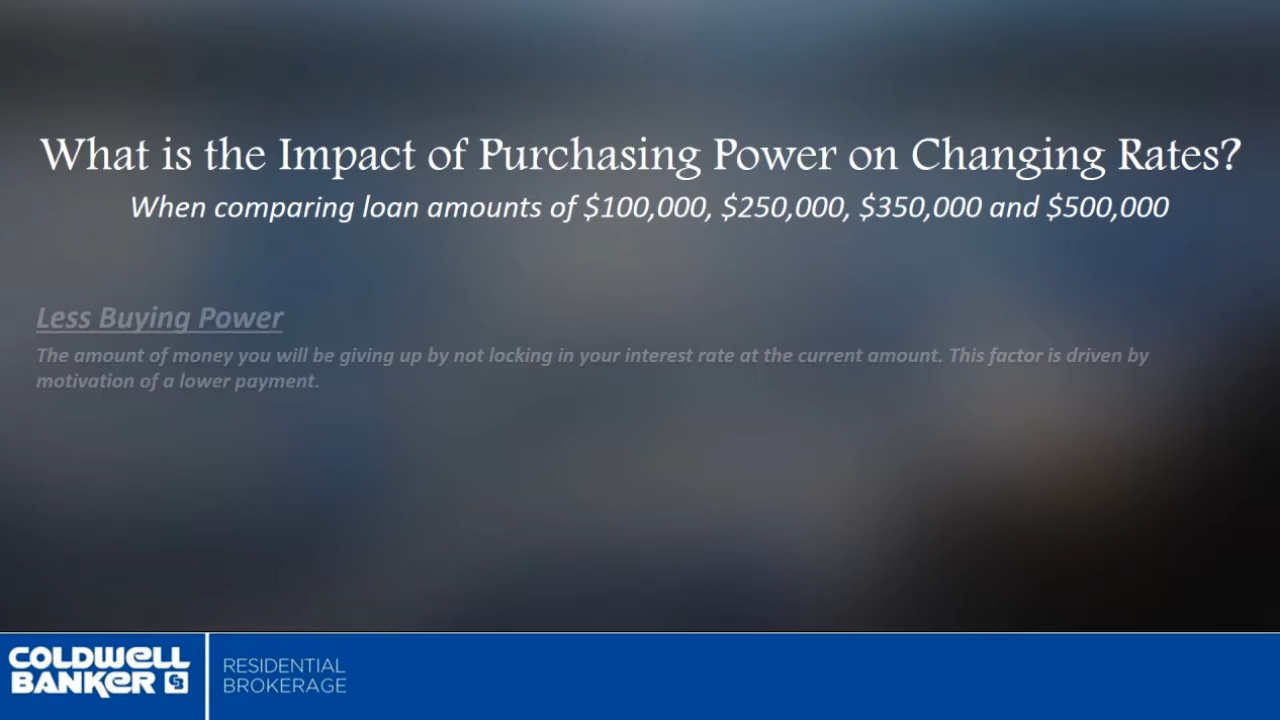 What is the Impact of Purchasing Power on Changing Rates?
When comparing loan amounts of $100,000, $250,000, $350,000 and $500,000
Less Buying Power
The amount of money you will be giving up by not locking in your interest rate at the current amount. This factor is driven by
motivation of a lower payment.
COLDWELL
BANKER CB
RESIDENTIAL
BROKERAGE